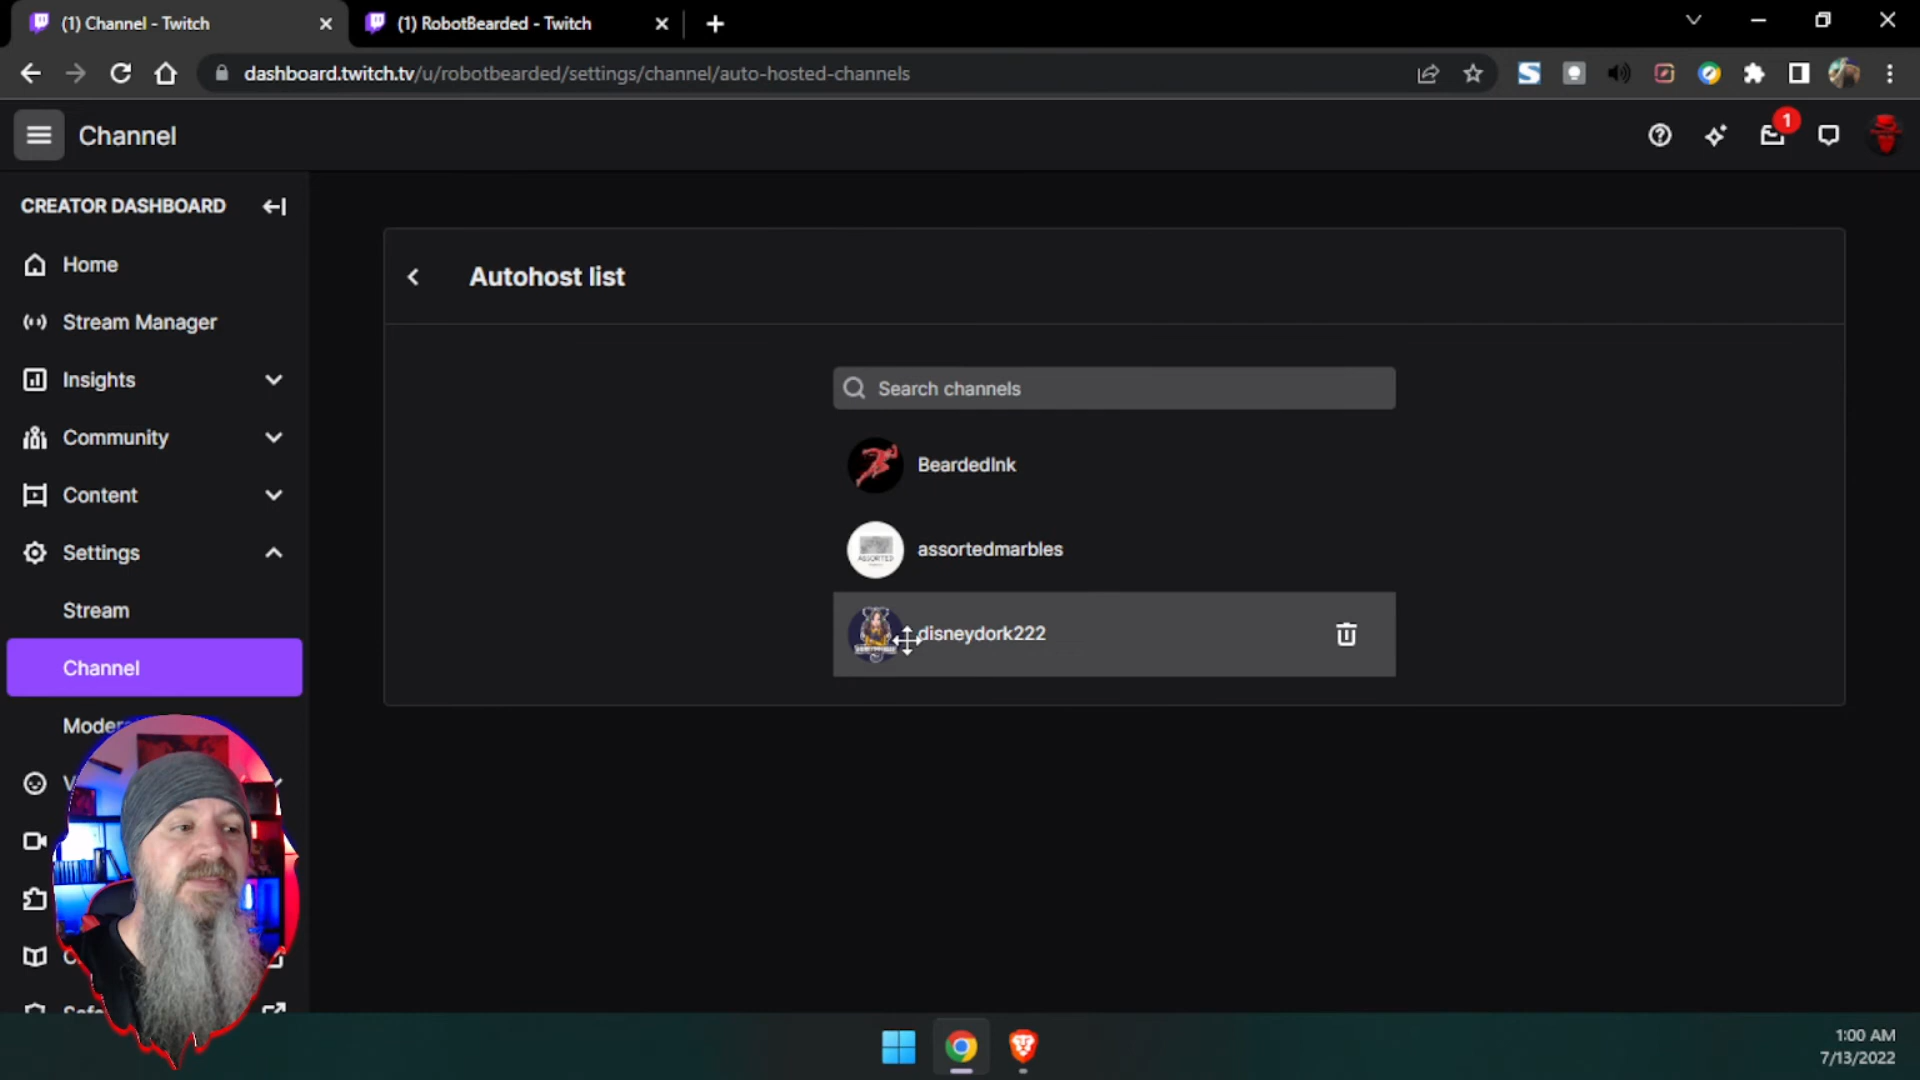 (1) Channel - Twitch
(1) RobotBearded - Twitch
dashboard.twitch.tv/u/robotbearded/settings/channel/auto-hosted-channels
Channel
1
CREATOR DASHBOARD
Home
Stream Manager
Insights
Community
Content
Settings
Stream
Channel
Moder
Autohost list
Search channels
BeardedInk
assortedmarbles
ASSORTED
disneydork222
1:00 AM
7/13/2022